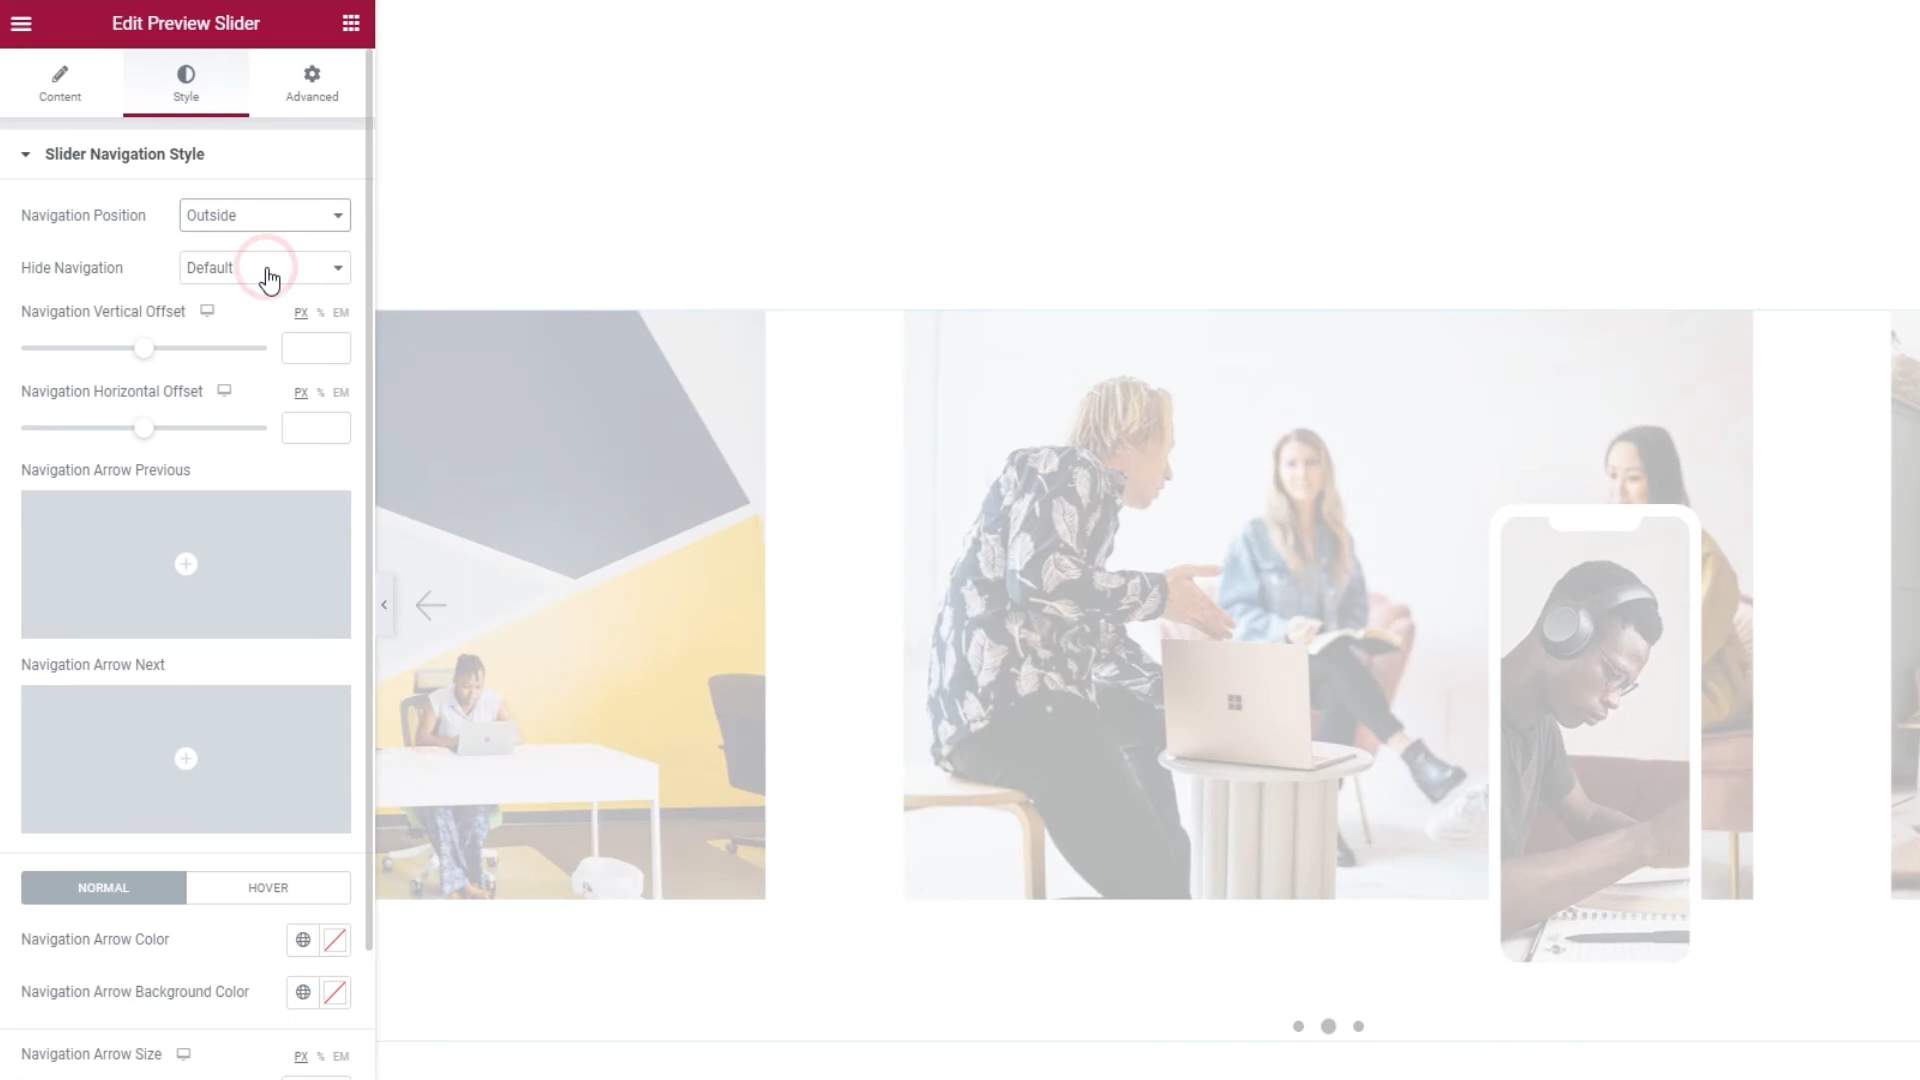 Edit Preview Slider
Content
Style
Advanced
Slider Navigation Style
Navigation Position
Outside
Hide Navigation
Default
Navigation Vertical Offset
PX % EM
Navigation Horizontal Offset
PX % EM
Navigation Arrow Previous
Navigation Arrow Next
NORMAL
HOVER
Navigation Arrow Color
Navigation Arrow Background Color
Navigation Arrow Size
PX % EM